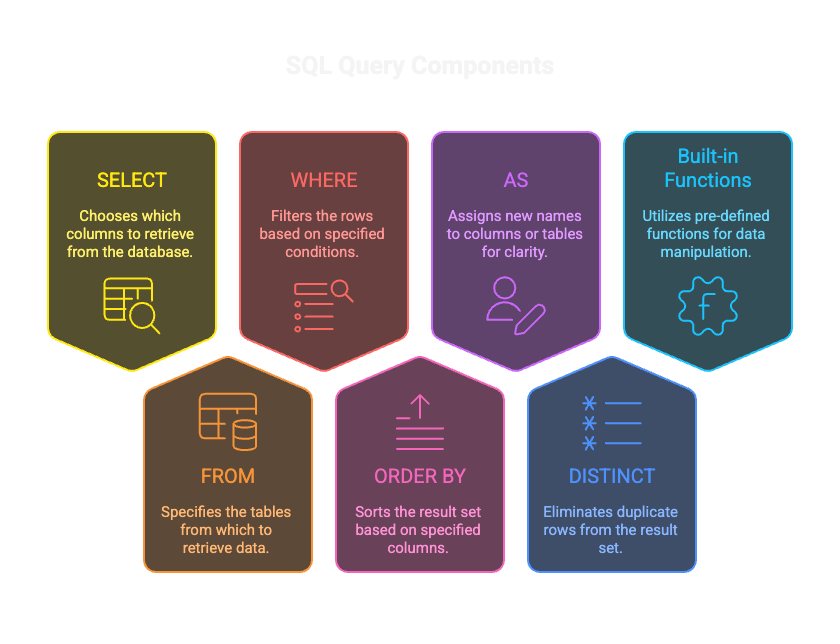 SQL Query Components
SELECT
Chooses which
columns to retrieve
from the database.
WHERE
Filters the rows
based on specified
conditions.
AS
Assigns new names
to columns or tables
for clarity.
Built-in
Functions
Utilizes pre-defined
functions for data
manipulation.
f
FROM
Specifies the tables
from which to
retrieve data.
ORDER BY
Sorts the result set
based on specified
columns.
DISTINCT
Eliminates duplicate
rows from the result
set.